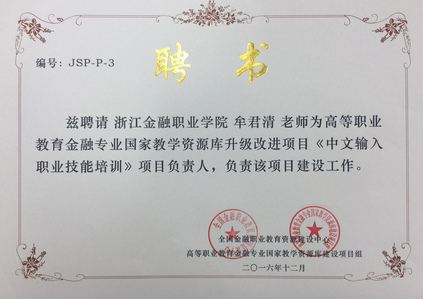 聘书
编号：JSP-P-3
兹聘请 浙江金融职业学院 牟君清 老师为高等职业
教育金融专业国家教学资源库升级改进项目《中文输入
职业技能培训》项目负责人，负责该项目建设工作。
全国金融职业教育资源建设中心
高等职业教育金融专业国家教学资源库建设项目组
二〇一六年十二月